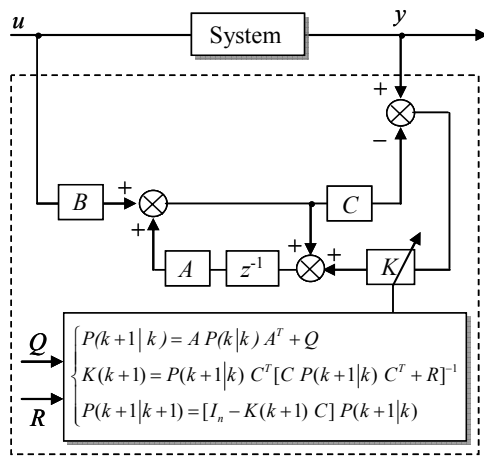 u
System
y
+
−
B
+
C
+
+
+
A
z⁻¹
K
Q
R
P(k+1|k) = A P(k|k) Aᵀ + Q
K(k+1) = P(k+1|k) Cᵀ[C P(k+1|k) Cᵀ + R]⁻¹
P(k+1|k+1) = [Iₙ − K(k+1) C] P(k+1|k)